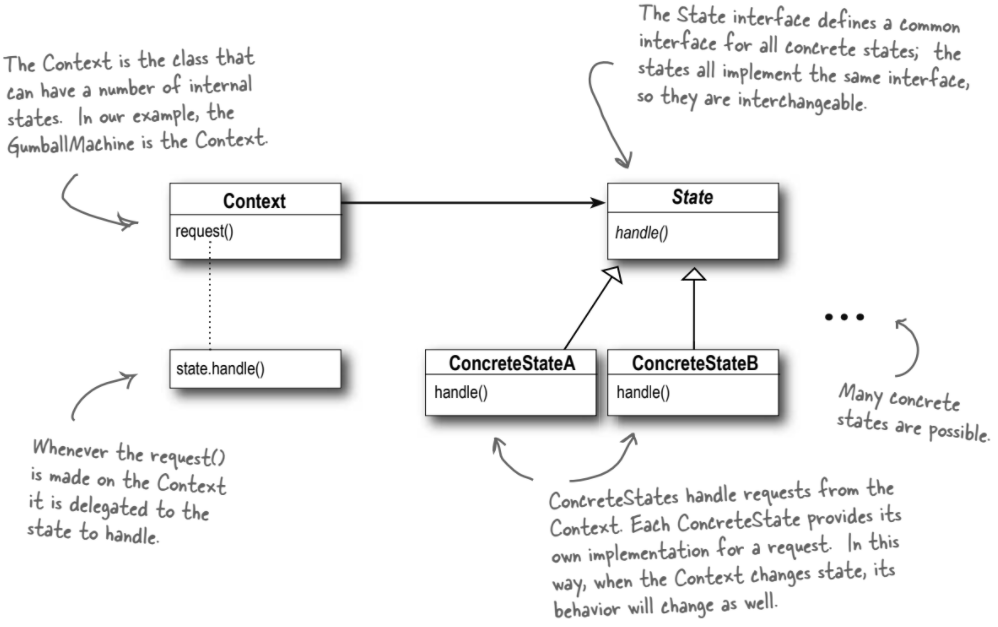 The Context is the class that
can have a number of internal
states. In our example, the
GumballMachine is the Context.
The State interface defines a common
interface for all concrete states; the
states all implement the same interface,
so they are interchangeable.
Context
request()
State
handle()
state.handle()
ConcreteStateA
handle()
ConcreteStateB
handle()
Many concrete
states are possible.
Whenever the request()
is made on the Context
it is delegated to the
state to handle.
ConcreteStates handle requests from the
Context. Each ConcreteState provides its
own implementation for a request. In this
way, when the Context changes state, its
behavior will change as well.